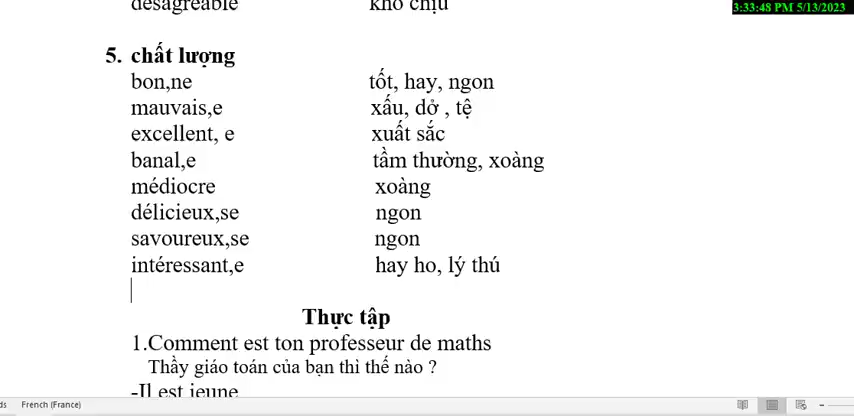 désagréable khó chịu
3:33:48 PM 5/13/2023
5. chất lượng
bon,ne tốt, hay, ngon
mauvais,e xấu, dở , tệ
excellent, e xuất sắc
banal,e tầm thường, xoàng
médiocre xoàng
délicieux,se ngon
savoureux,se ngon
intéressant,e hay ho, lý thú
Thực tập
1.Comment est ton professeur de maths
Thầy giáo toán của bạn thì thế nào ?
-Il est jeune
ds French (France)